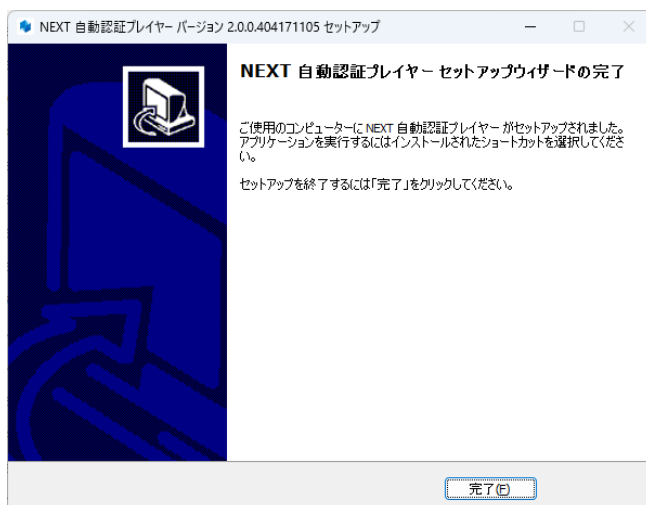 NEXT 自動認証プレイヤー バージョン 2.0.0.404171105 セットアップ
NEXT 自動認証プレイヤー セットアップウィザードの完了
ご使用のコンピューターに NEXT 自動認証プレイヤー がセットアップされました。
アプリケーションを実行するにはインストールされたショートカットを選択してくださ
い。
セットアップを終了するには「完了」をクリックしてください。
完了(F)